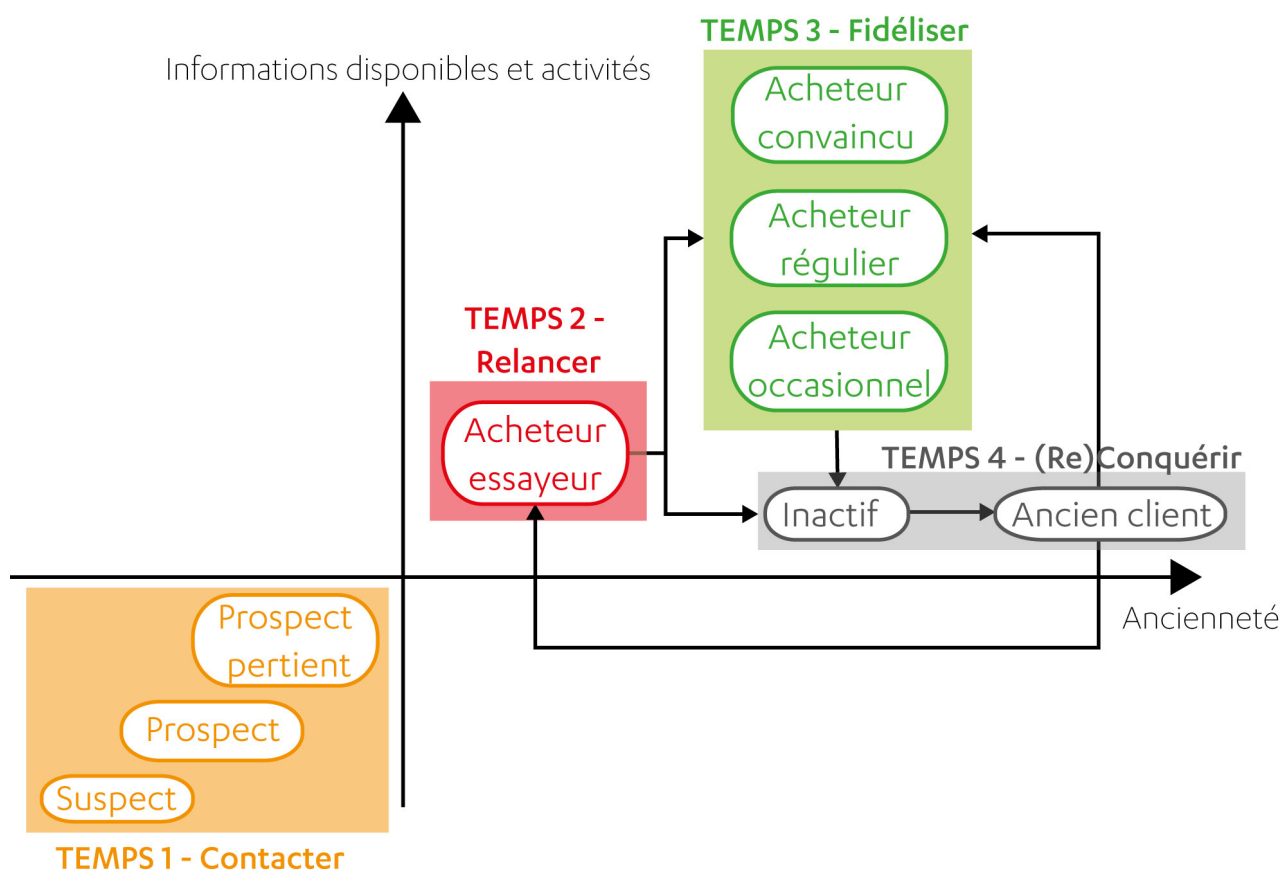 TEMPS 3 - Fidéliser
Informations disponibles et activités
Acheteur
convaincu
Acheteur
régulier
TEMPS 2 -
Relancer
Acheteur
occasionnel
Acheteur
essayeur
TEMPS 4 - (Re)Conquérir
Inactif
Ancien client
Ancienneté
Prospect
pertient
Prospect
Suspect
TEMPS 1 - Contacter